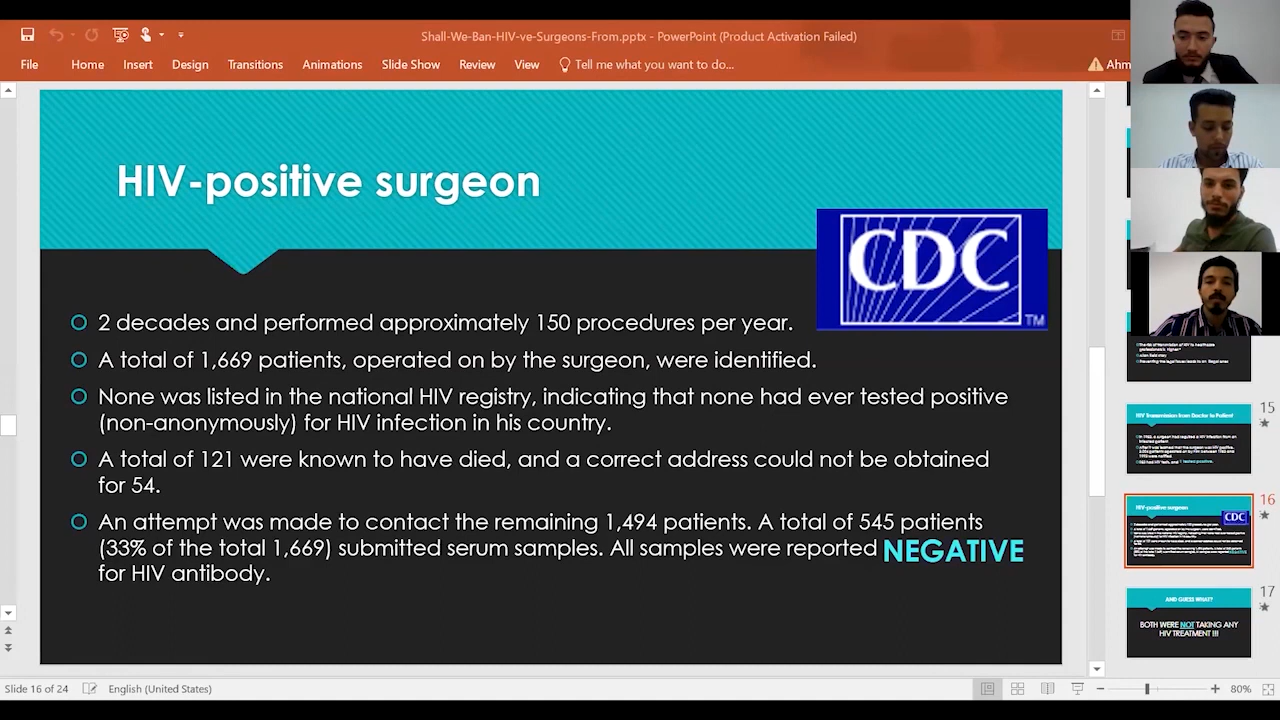 Shall-We-Ban-HIV-ve-Surgeons-From.pptx - PowerPoint (Product Activation Failed)
File Home Insert Design Transitions Animations Slide Show Review View Tell me what you want to do... Ahm
HIV-positive surgeon
CDC
TM
2 decades and performed approximately 150 procedures per year.
A total of 1,669 patients, operated on by the surgeon, were identified.
None was listed in the national HIV registry, indicating that none had ever tested positive
(non-anonymously) for HIV infection in his country.
A total of 121 were known to have died, and a correct address could not be obtained
for 54.
An attempt was made to contact the remaining 1,494 patients. A total of 545 patients
(33% of the total 1,669) submitted serum samples. All samples were reported NEGATIVE
for HIV antibody.
15
HIV Transmission from Doctor to Patient
16
HIV-positive surgeon
CDC
17
AND GUESS WHAT?
BOTH WERE NOT TAKING ANY
HIV TREATMENT !!!
Slide 16 of 24 English (United States) 80%